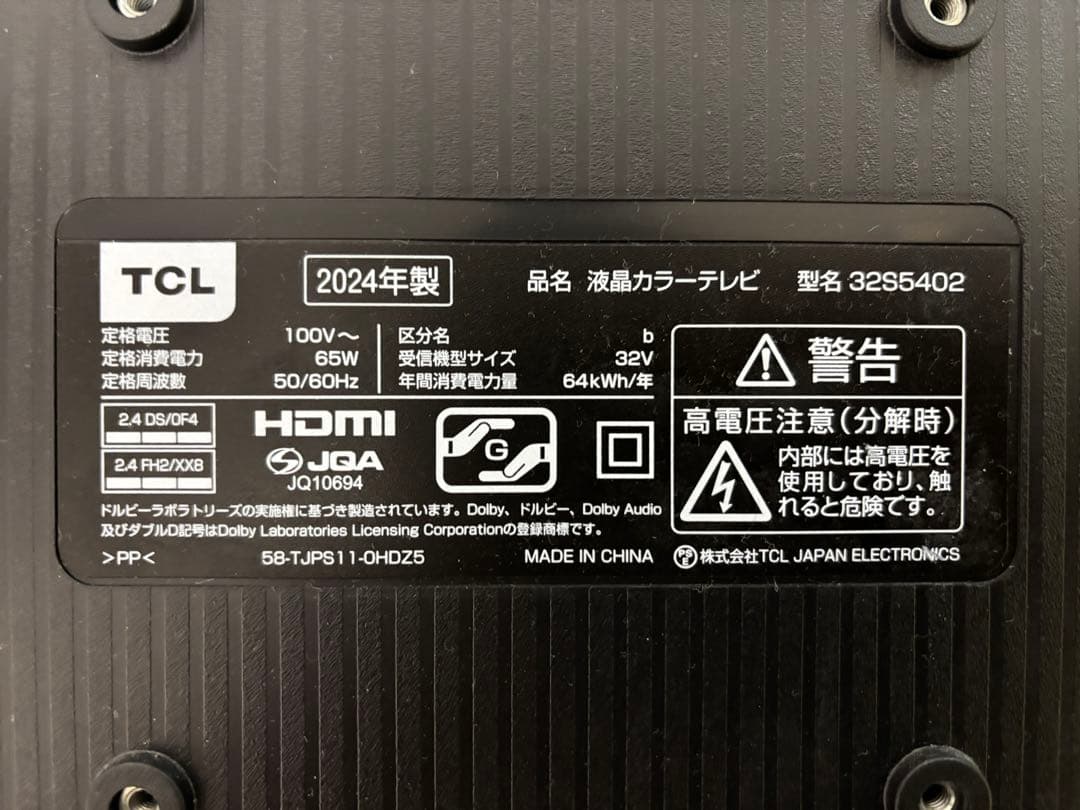 TCL
2024年製
品名 液晶カラーテレビ 型名 32S5402
定格電圧 100V～
定格消費電力 65W
定格周波数 50/60Hz
区分名 b
受信機型サイズ 32V
年間消費電力量 64kWh/年
2.4 DS/0F4
2.4 FH2/XX8
HDMI
JQA
JQ10694
G
警告
高電圧注意(分解時)
内部には高電圧を
使用しており、触
れると危険です。
ドルビーラボラトリーズの実施権に基づき製造されています。Dolby、ドルビー、Dolby Audio
及びダブルD記号はDolby Laboratories Licensing Corporationの登録商標です。
>PP< 58-TJPS11-0HDZ5 MADE IN CHINA
PSE 株式会社TCL JAPAN ELECTRONICS